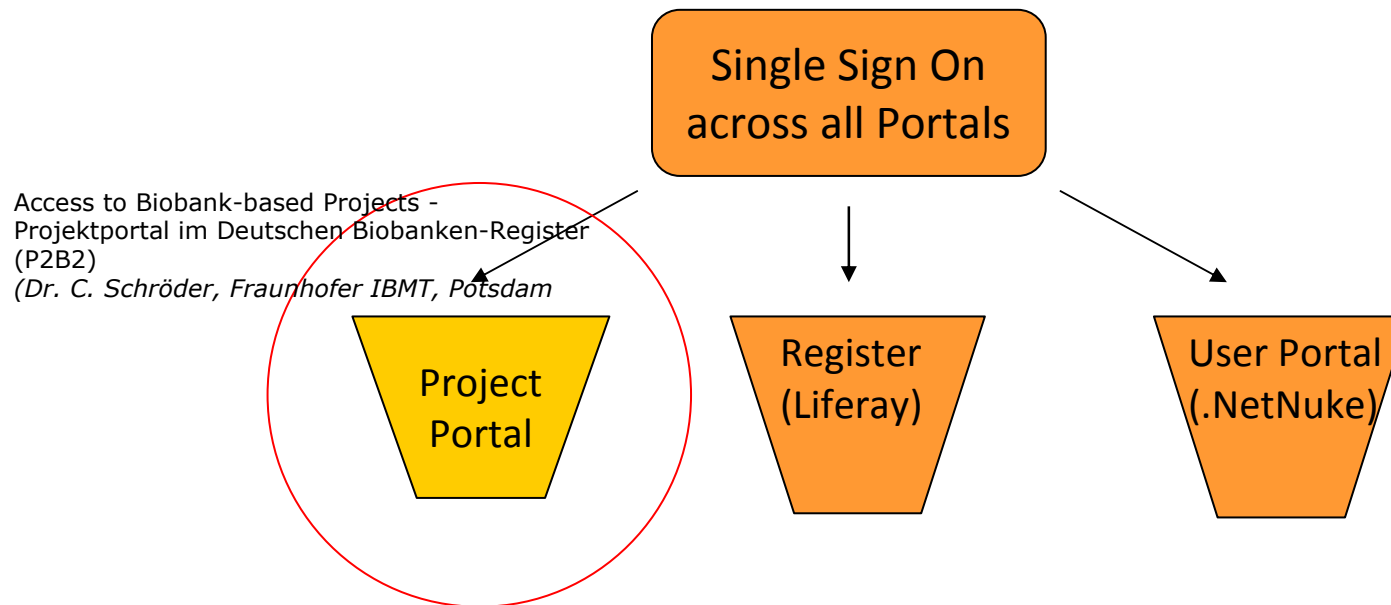 Single Sign On
across all Portals
Access to Biobank-based Projects -
Projektportal im Deutschen Biobanken-Register
(P2B2)
(Dr. C. Schröder, Fraunhofer IBMT, Potsdam
Project
Portal
Register
(Liferay)
User Portal
(.NetNuke)